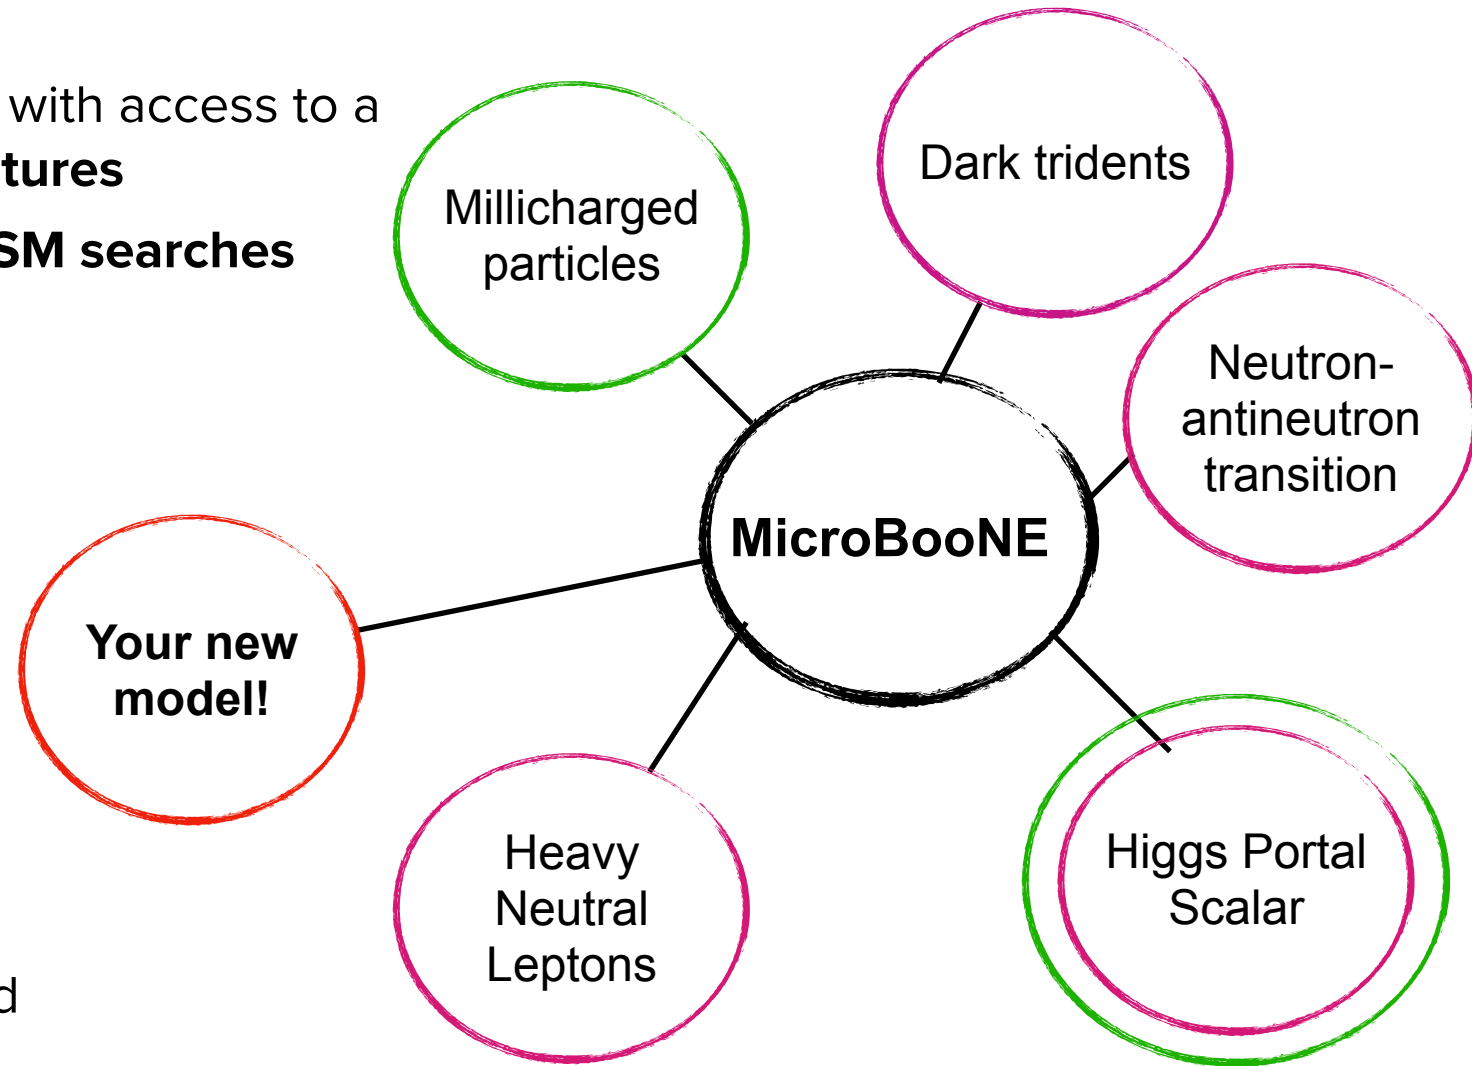 with access to a
tures
SM searches
Millicharged
particles
Dark tridents
Neutron-
antineutron
transition
MicroBooNE
Your new
model!
Heavy
Neutral
Leptons
Higgs Portal
Scalar
d